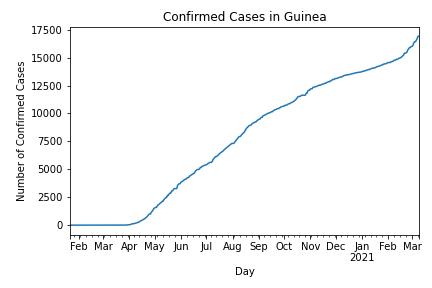 Confirmed Cases in Guinea
Number of Confirmed Cases
17500
15000
12500
10000
7500
5000
2500
0
Feb Mar Apr May Jun Jul Aug Sep Oct Nov Dec Jan Feb Mar
2021
Day